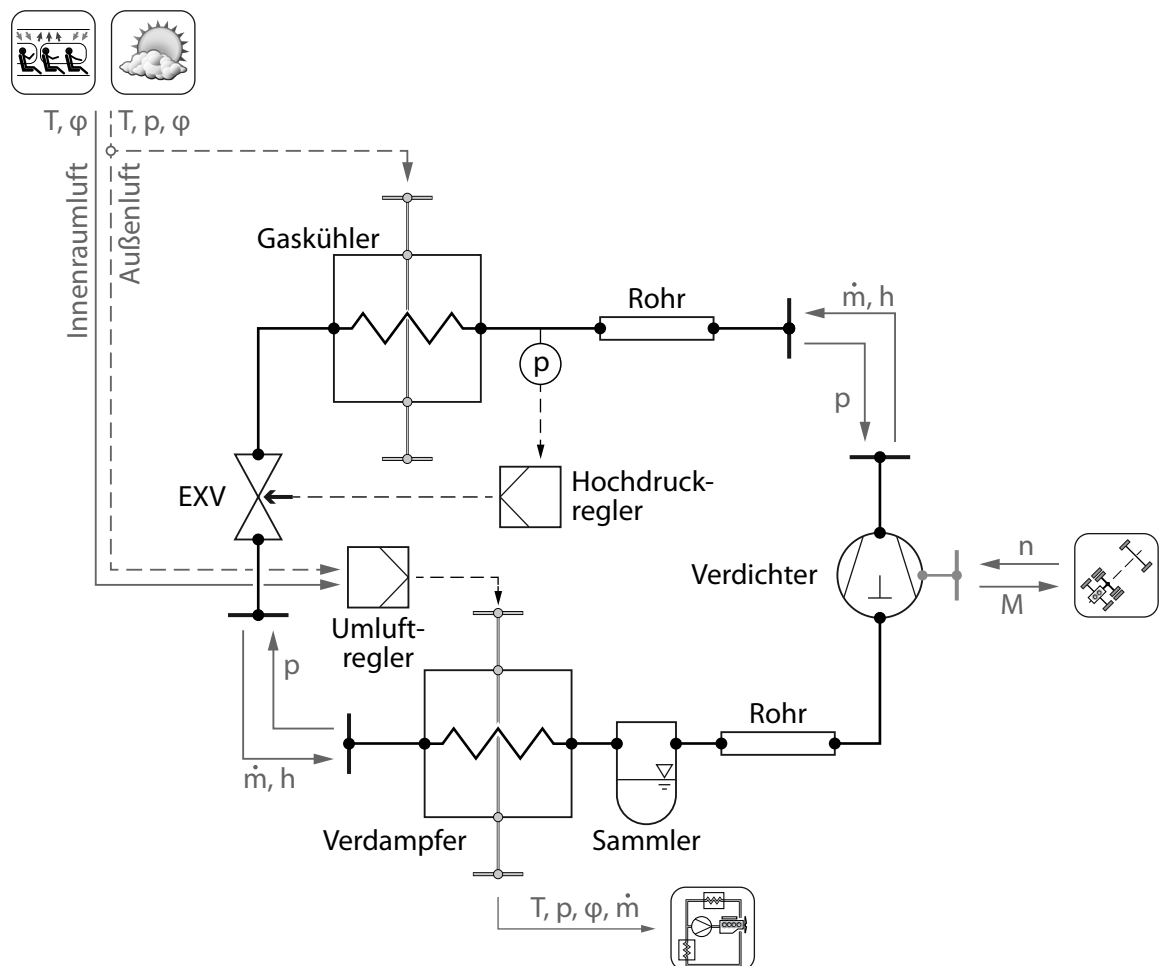 T, φ
T, p, φ
Innenraumluft
Außenluft
Gaskühler
Rohr
ṁ, h
p
p
EXV
Hochdruck-
regler
Verdichter
n
M
Umluft-
regler
p
Rohr
ṁ, h
Verdampfer
Sammler
T, p, φ, ṁ